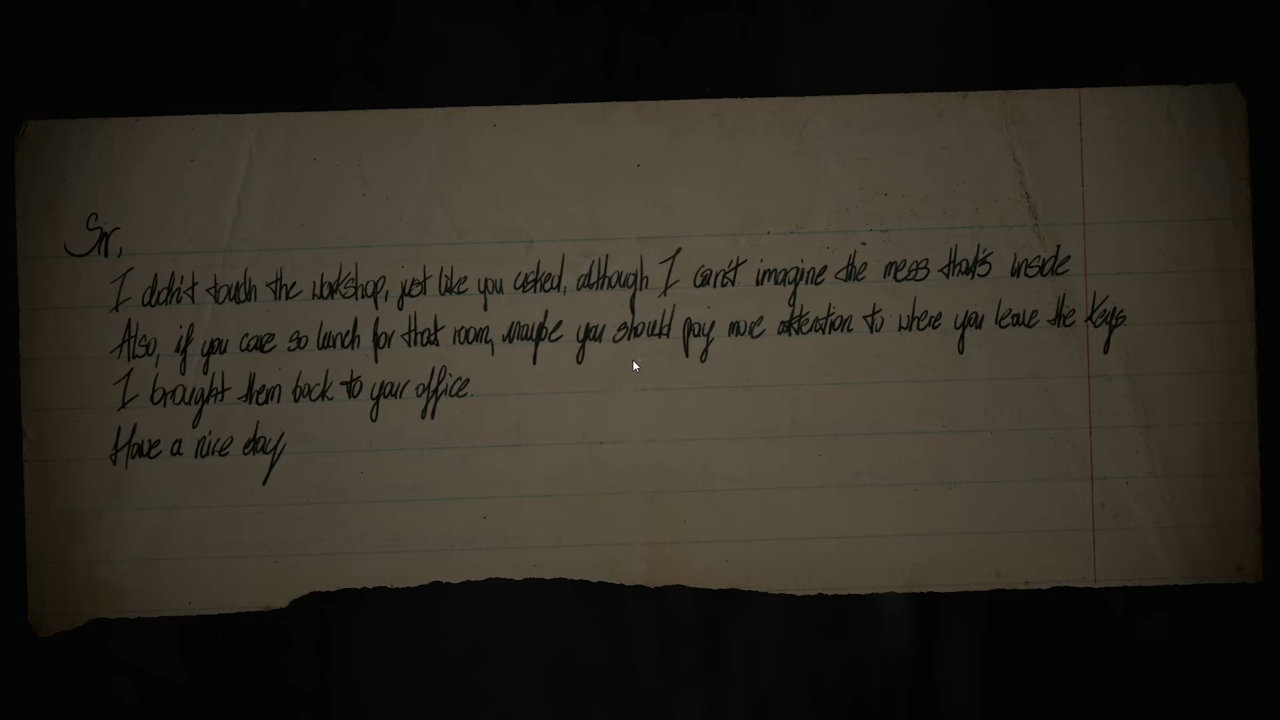 Sir,
I didn't touch the workshop, just like you asked, although I can't imagine the mess that's inside
Also, if you care so much for that room, maybe you should pay more attention to where you leave the keys.
I brought them back to your office.
Have a nice day